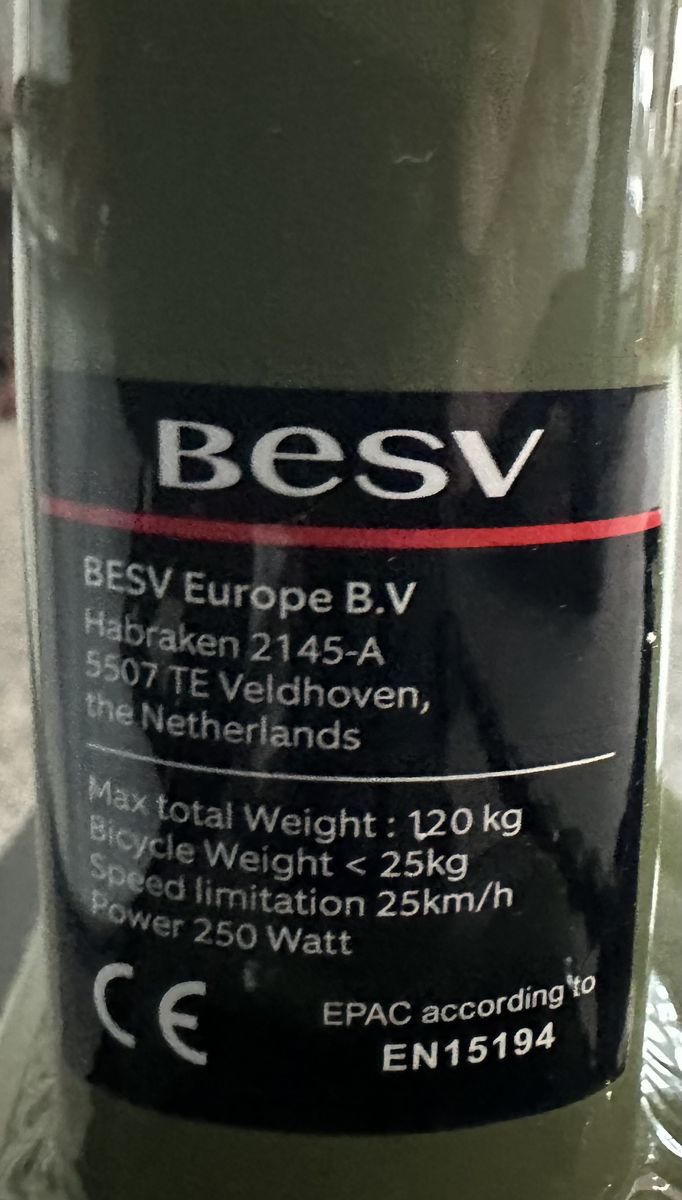 BESV
BESV Europe B.V
Habraken 2145-A
5507 TE Veldhoven,
the Netherlands
Max total Weight : 120 kg
Bicycle Weight < 25kg
Speed limitation 25km/h
Power 250 Watt
CE
EPAC according to
EN15194